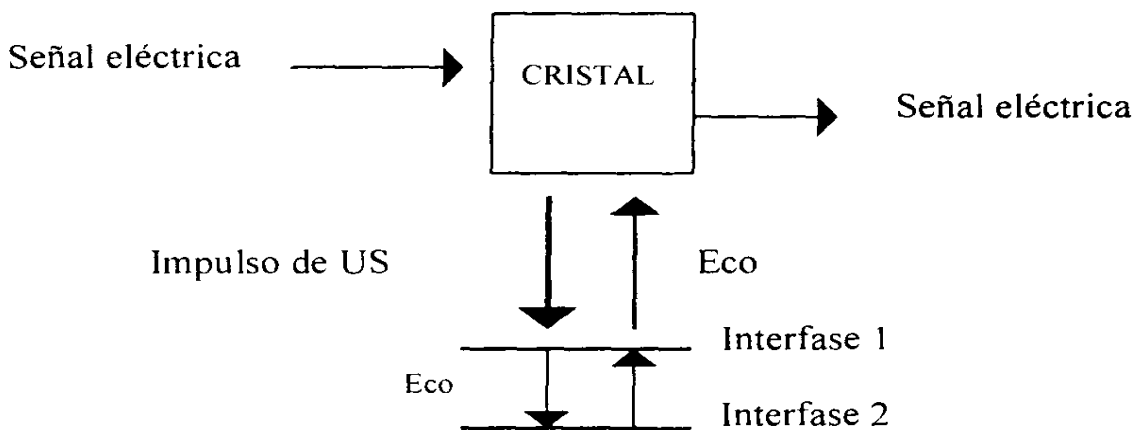 Señal eléctrica
CRISTAL
Señal eléctrica
Impulso de US
Eco
Interfase 1
Eco
Interfase 2